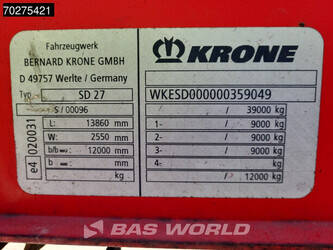 70275421
Fahrzeugwerk
BERNARD KRONE GMBH
D 49757 Werlte / Germany
Typ SD 27
S / 00096
L: 13860 mm
W: 2550 mm
b/b 12000 mm
b/ mm
kg
e4 020031
KRONE
WKESD000000359049
/ 39000 kg
1- / 9000 kg
2- / 9000 kg
3- / 9000 kg
4- / kg
/ 12000 kg
BAS WORLD